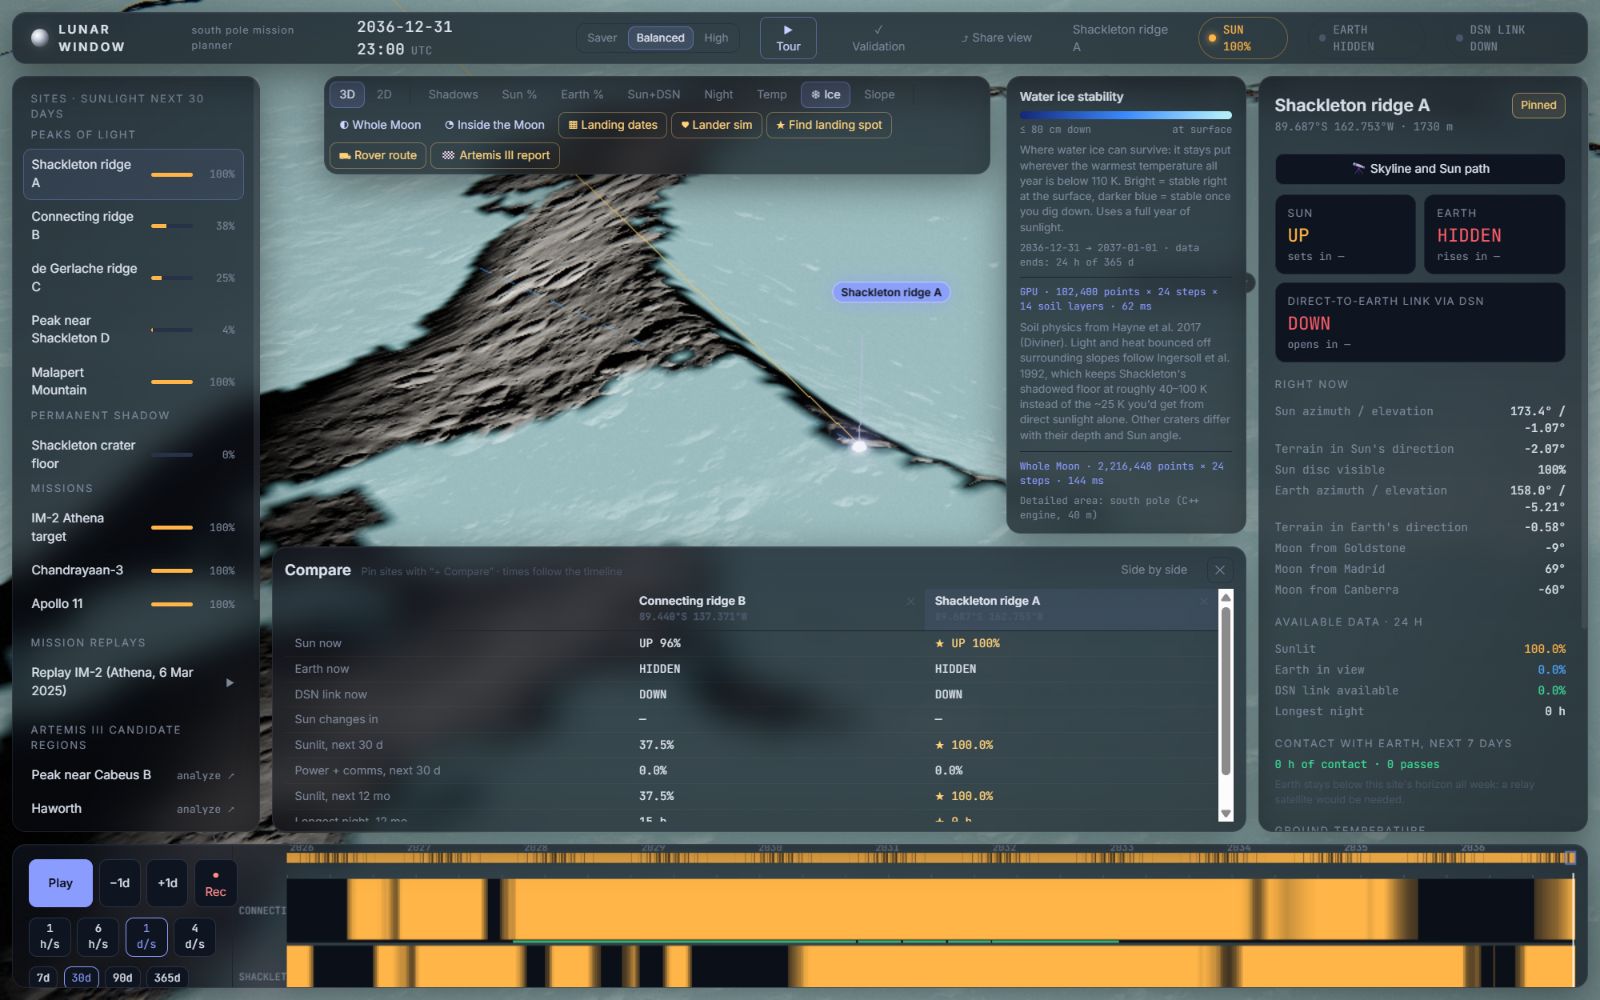 LUNAR WINDOW
south pole mission planner
2036-12-31
23:00 UTC
Saver Balanced High
▶ Tour
✓ Validation
Share view
Shackleton ridge A
SUN 100%
EARTH HIDDEN
DSN LINK DOWN
SITES · SUNLIGHT NEXT 30 DAYS
PEAKS OF LIGHT
Shackleton ridge A 100%
Connecting ridge B 38%
de Gerlache ridge C 25%
Peak near Shackleton D 4%
Malapert Mountain 100%
PERMANENT SHADOW
Shackleton crater floor 0%
MISSIONS
IM-2 Athena target 100%
Chandrayaan-3 100%
Apollo 11 100%
MISSION REPLAYS
Replay IM-2 (Athena, 6 Mar 2025) ▶
ARTEMIS III CANDIDATE REGIONS
Peak near Cabeus B analyze ↗
Haworth analyze ↗
3D 2D Shadows Sun % Earth % Sun+DSN Night Temp ❄ Ice Slope
Whole Moon Inside the Moon Landing dates ♥ Lander sim ★ Find landing spot
Rover route Artemis III report
Shackleton ridge A
Water ice stability
≤ 80 cm down at surface
Where water ice can survive: it stays put
wherever the warmest temperature all
year is below 110 K. Bright = stable right
at the surface, darker blue = stable once
you dig down. Uses a full year of
sunlight.
2036-12-31 → 2037-01-01 · data
ends: 24 h of 365 d
GPU · 102,400 points × 24 steps ×
14 soil layers · 62 ms
Soil physics from Hayne et al. 2017
(Diviner). Light and heat bounced off
surrounding slopes follow Ingersoll et al.
1992, which keeps Shackleton's
shadowed floor at roughly 40–100 K
instead of the ~25 K you'd get from
direct sunlight alone. Other craters differ
with their depth and Sun angle.
Whole Moon · 2,216,448 points × 24
steps · 144 ms
Detailed area: south pole (C++
engine, 40 m)
Shackleton ridge A Pinned
89.687°S 162.753°W · 1730 m
Skyline and Sun path
SUN
UP
sets in —
EARTH
HIDDEN
rises in —
DIRECT-TO-EARTH LINK VIA DSN
DOWN
opens in —
RIGHT NOW
Sun azimuth / elevation 173.4° / -1.07°
Terrain in Sun's direction -2.07°
Sun disc visible 100%
Earth azimuth / elevation 158.0° / -5.21°
Terrain in Earth's direction -0.58°
Moon from Goldstone -9°
Moon from Madrid 69°
Moon from Canberra -60°
AVAILABLE DATA · 24 H
Sunlit 100.0%
Earth in view 0.0%
DSN link available 0.0%
Longest night 0 h
CONTACT WITH EARTH, NEXT 7 DAYS
0 h of contact · 0 passes
Earth stays below this site's horizon all week: a relay
satellite would be needed.
GROUND TEMPERATURE
Compare Pin sites with "+ Compare" · times follow the timeline Side by side ×
Connecting ridge B × Shackleton ridge A ×
89.440°S 137.371°W 89.687°S 162.753°W
Sun now UP 96% ★ UP 100%
Earth now HIDDEN HIDDEN
DSN link now DOWN DOWN
Sun changes in — —
Sunlit, next 30 d 37.5% ★ 100.0%
Power + comms, next 30 d 0.0% 0.0%
Sunlit, next 12 mo 37.5% ★ 100.0%
Longest night, 12 mo 15 h ★ 0 h
Play −1d +1d Rec
1 h/s 6 h/s 1 d/s 4 d/s
7d 30d 90d 365d
2026 2027 2028 2029 2030 2031 2032 2033 2034 2035 2036
CONNECTI
SHACKLET